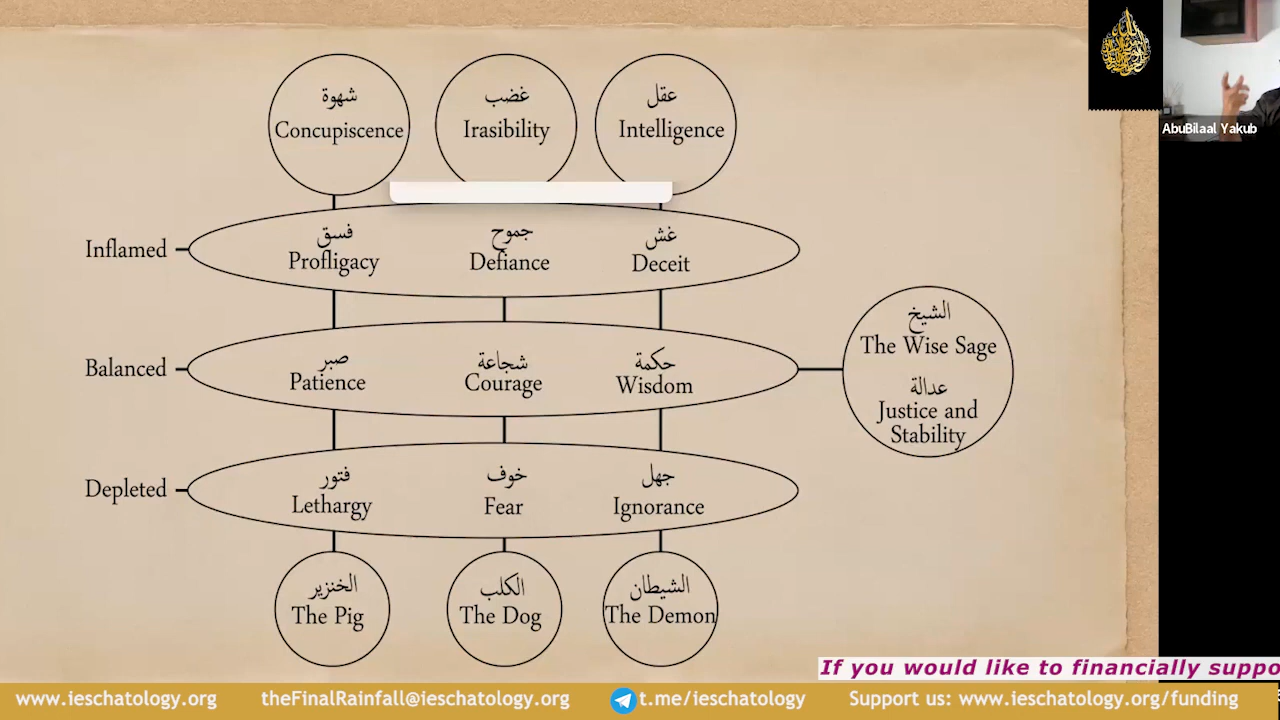 شهوة
Concupiscence
غضب
Irasibility
عقل
Intelligence
Inflamed
فسق
Profligacy
جموح
Defiance
غش
Deceit
Balanced
صبر
Patience
شجاعة
Courage
حكمة
Wisdom
الشيخ
The Wise Sage
عدالة
Justice and
Stability
Depleted
فتور
Lethargy
خوف
Fear
جهل
Ignorance
الخنزير
The Pig
الكلب
The Dog
الشيطان
The Demon
AbuBilaal Yakub
If you would like to financially suppo
www.ieschatology.org theFinalRainfall@ieschatology.org t.me/ieschatology Support us: www.ieschatology.org/funding